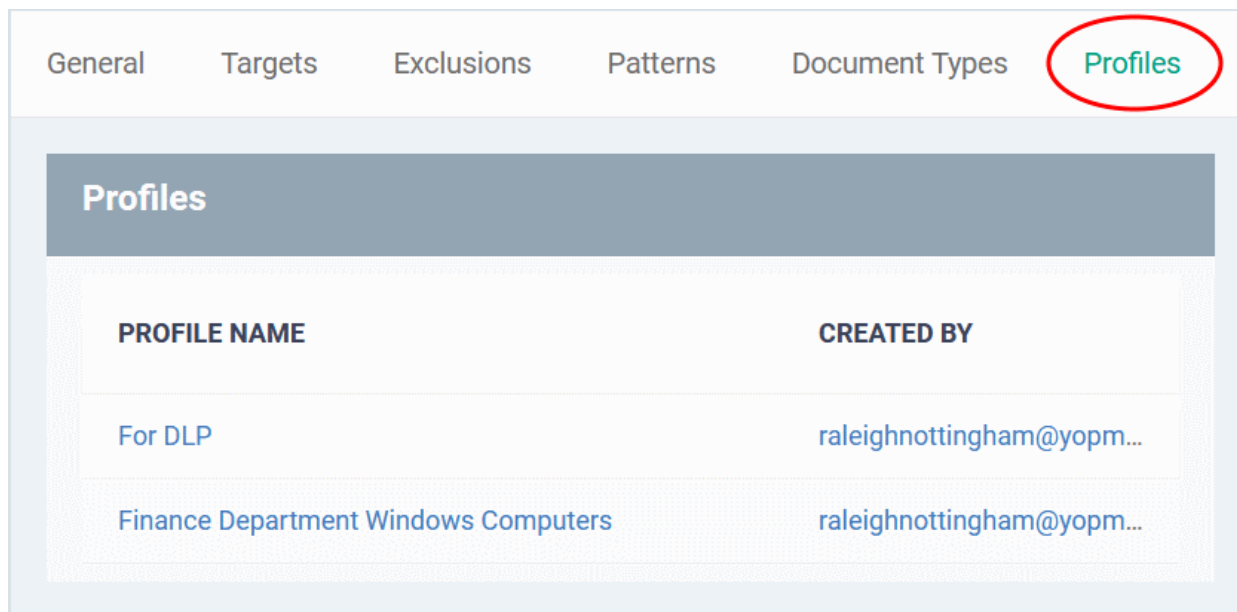 General Targets Exclusions Patterns Document Types Profiles
Profiles
PROFILE NAME CREATED BY
For DLP raleighnottingham@yopm...
Finance Department Windows Computers raleighnottingham@yopm...